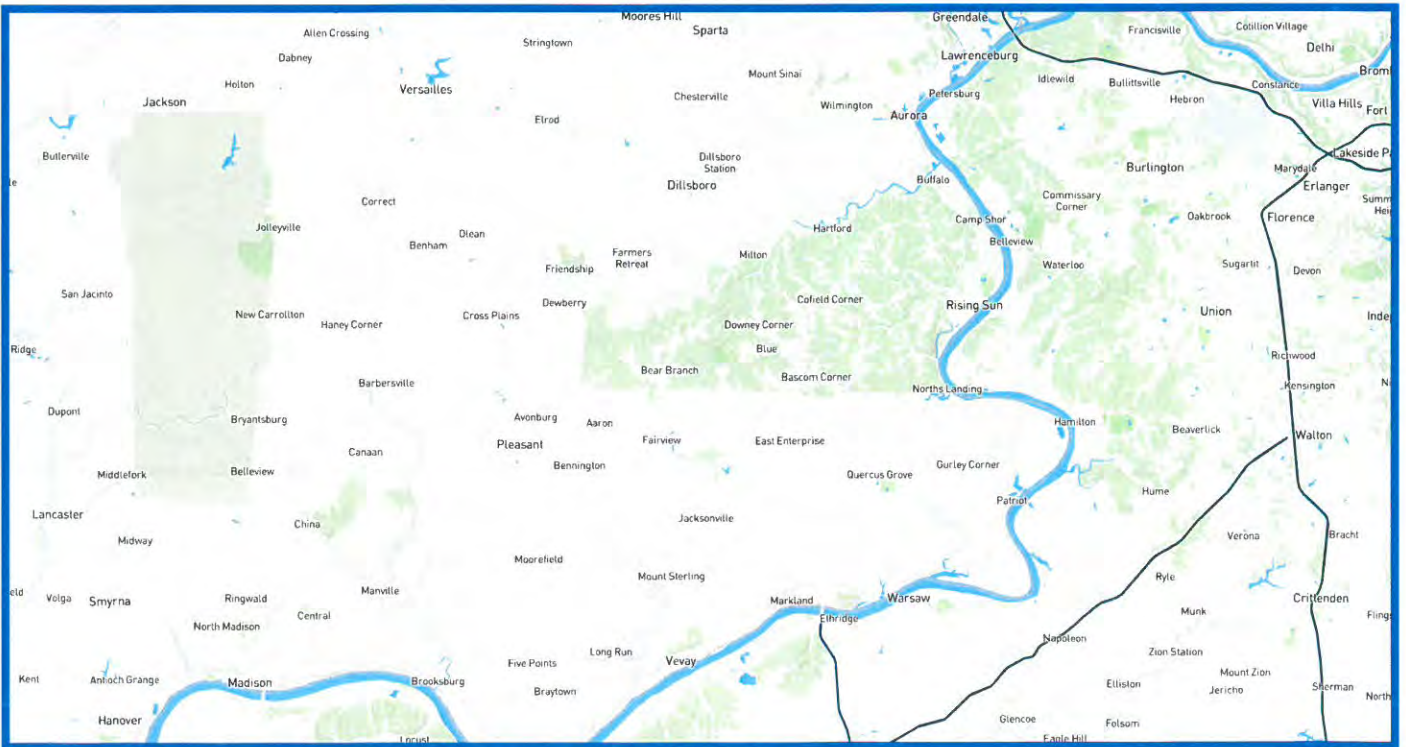 Moores Hill
Greendale
Allen Crossing
Sparta
Francisville
Cotillion Village
Stringtown
Delhi
Dabney
Lawrenceburg
Mount Sinai
Idlewild
Bullittsville
Constance
Holton
Versailles
Chesterville
Petersburg
Hebron
Jackson
Wilmington
Villa Hills
Fort
Aurora
Elrod
Butlerville
Dillsboro
Station
Lakeside
Burlington
Marydale
Dillsboro
Buffalo
Erlanger
Commissary
Corner
Correct
Camp Shor
Oakbrook
Florence
Jolleyville
Hartford
Olean
Benham
Belleview
Farmers
Retreat
Milton
Friendship
Waterloo
Sugartit
Devon
San Jacinto
Dewberry
Cofield Corner
Rising Sun
New Carrollton
Haney Corner
Cross Plains
Downey Corner
Union
Ridge
Blue
Richwood
Bear Branch
Bascom Corner
Barbersville
Norths Landing
Kensington
Dupont
Bryantsburg
Avonburg
Aaron
Hamilton
Beaverlick
Walton
Pleasant
Fairview
East Enterprise
Canaan
Bennington
Gurley Corner
Middlefork
Belleview
Quercus Grove
Hume
Patriot
Lancaster
China
Jacksonville
Midway
Verona
Bracht
Moorefield
Mount Sterling
Ryle
Volga
Smyrna
Ringwald
Manville
Markland
Warsaw
Crittenden
Central
Munk
North Madison
Elhridge
Napoleon
Long Run
Vevay
Zion Station
Five Points
Mount Zion
Kent
Antioch Grange
Madison
Brooksburg
Braytown
Elliston
Jericho
Sherman
North
Hanover
Glencoe
Folsom
Locust
Eagle Hill